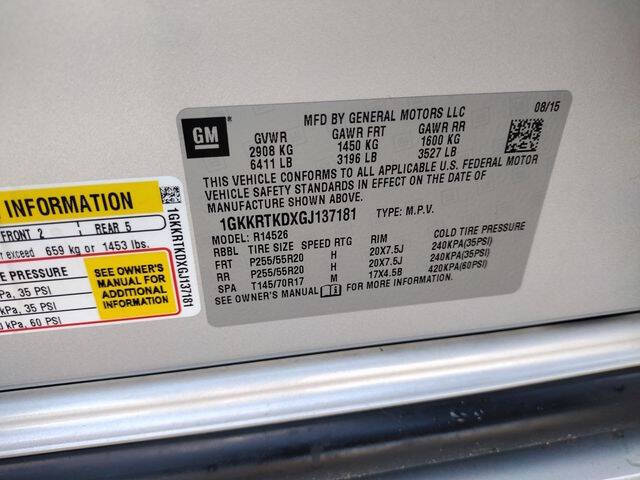 MFD BY GENERAL MOTORS LLC
08/15
GM
GVWR GAWR FRT GAWR RR
2908 KG 1450 KG 1600 KG
6411 LB 3196 LB 3527 LB
THIS VEHICLE CONFORMS TO ALL APPLICABLE U.S. FEDERAL MOTOR
VEHICLE SAFETY STANDARDS IN EFFECT ON THE DATE OF
MANUFACTURE SHOWN ABOVE.
1GKKRTKDXGJ137181 TYPE: M.P.V.
MODEL: R14526
RBBL TIRE SIZE SPEED RTG RIM COLD TIRE PRESSURE
FRT P255/55R20 H 20X7.5J 240KPA(35PSI)
RR P255/55R20 H 20X7.5J 240KPA(35PSI)
SPA T145/70R17 M 17X4.5B 420KPA(60PSI)
SEE OWNER'S MANUAL FOR MORE INFORMATION.
INFORMATION
FRONT 2 REAR 5
exceed 659 kg or 1453 lbs.
E PRESSURE
kPa, 35 PSI
kPa, 35 PSI
kPa, 60 PSI
SEE OWNER'S
MANUAL FOR
ADDITIONAL
INFORMATION
1GKKRTKDXGJ137181